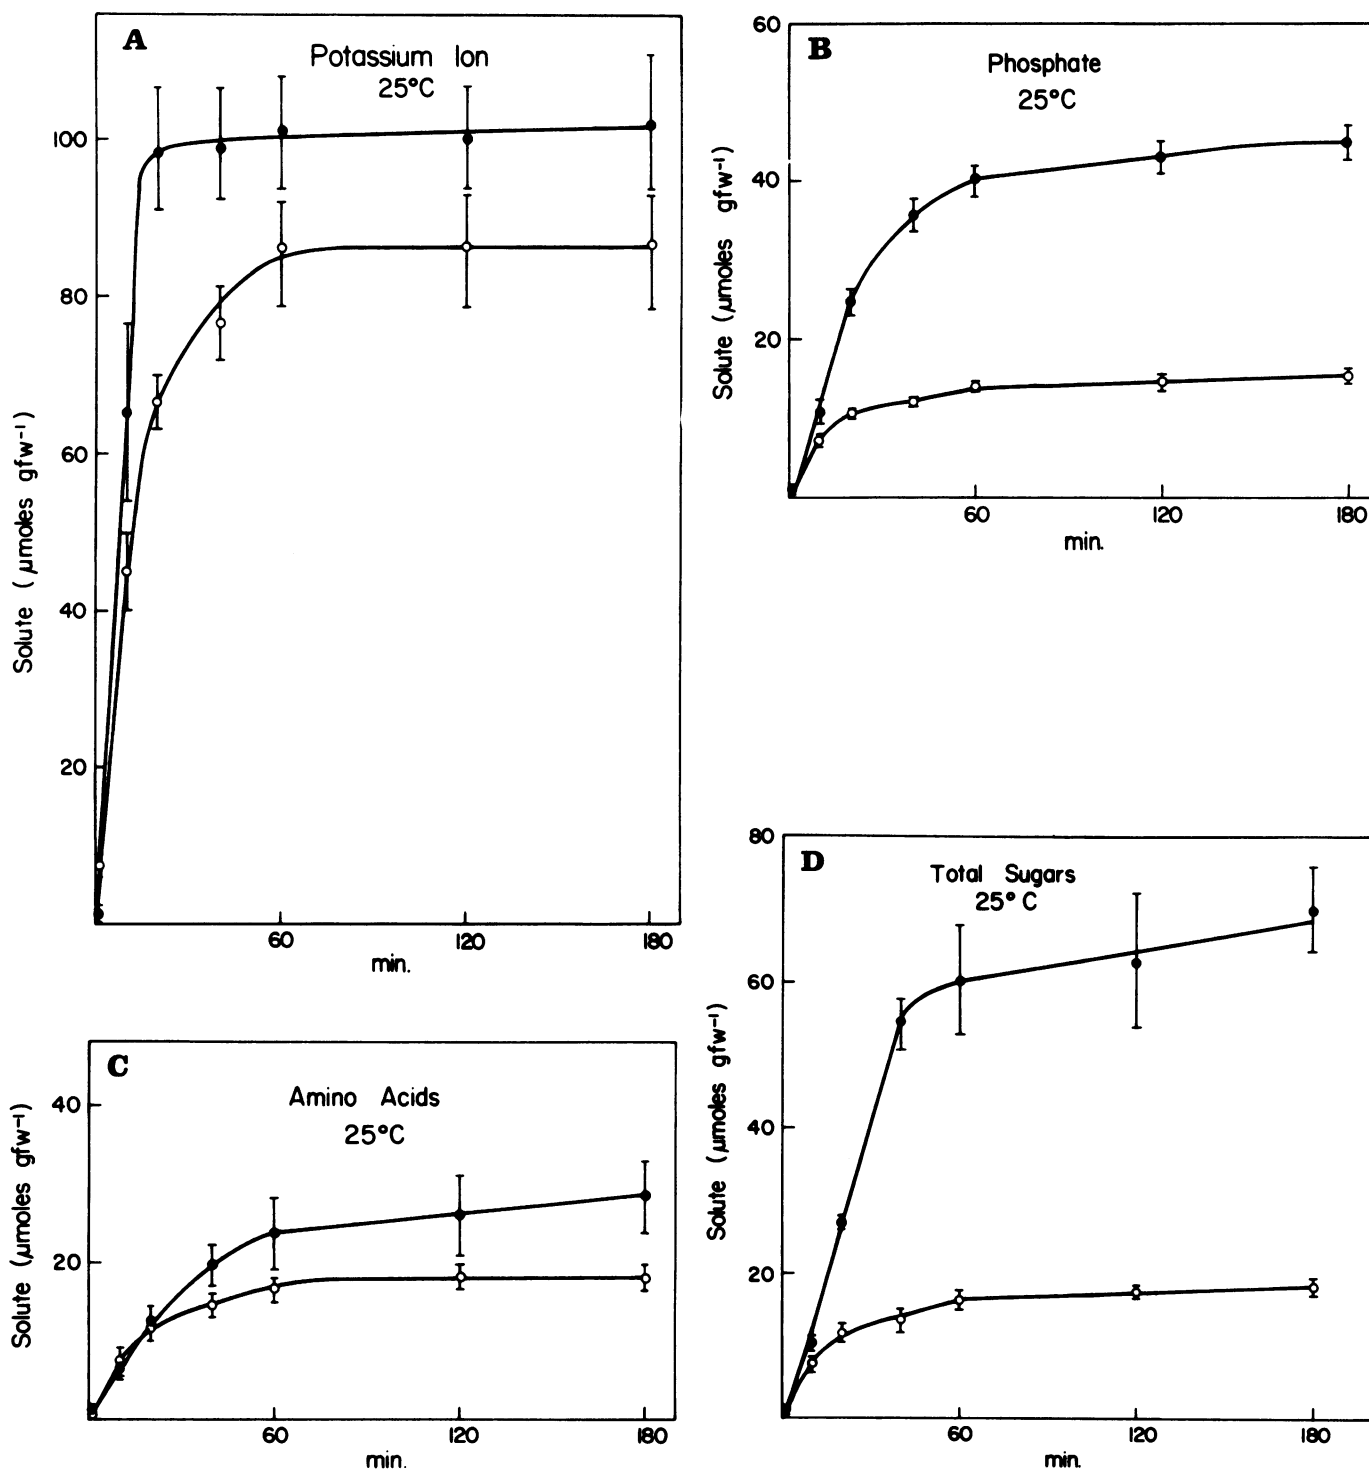 A
Potassium Ion
25°C
100
80
60
40
20
Solute (μmoles gfw⁻¹)
60
120
180
min.
B
Phosphate
25°C
60
40
20
Solute (μmoles gfw⁻¹)
60
120
180
min.
C
Amino Acids
25°C
40
20
Solute (μmoles gfw⁻¹)
60
120
180
min.
D
Total Sugars
25°C
80
60
40
20
Solute (μmoles gfw⁻¹)
60
120
180
min.